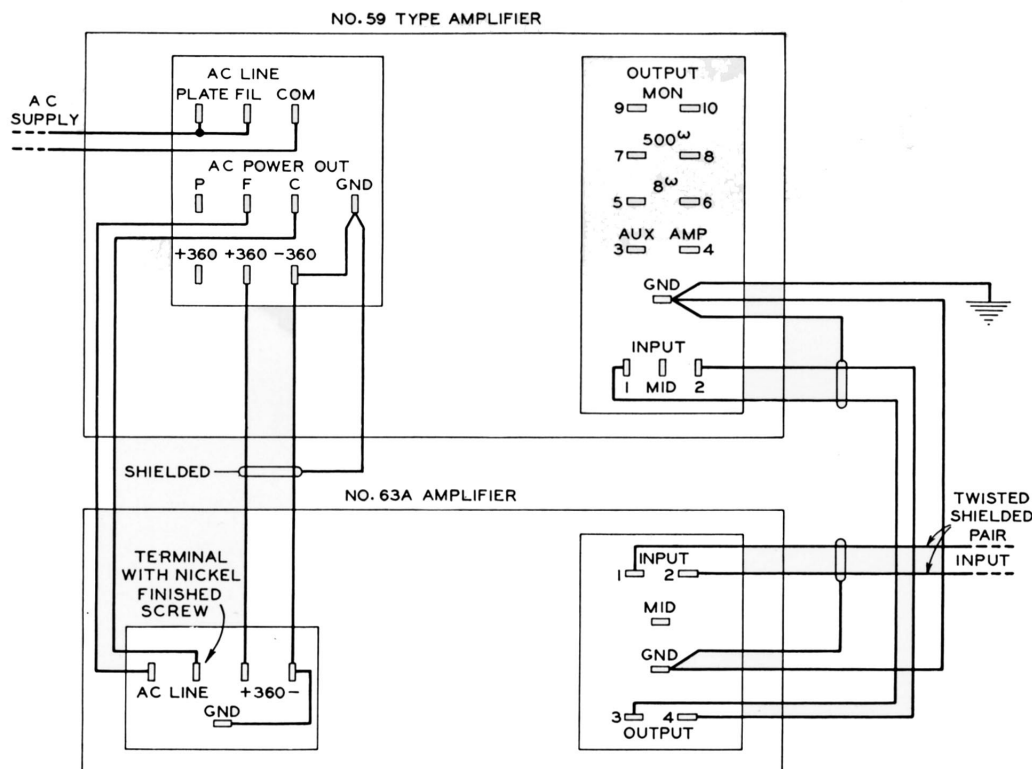 NO. 59 TYPE AMPLIFIER
AC SUPPLY
AC LINE
PLATE FIL COM
AC POWER OUT
P F C GND
+360 +360 -360
OUTPUT
MON
9 10
500ω
7 8
8ω
5 6
AUX AMP
3 4
GND
INPUT
1 MID 2
SHIELDED
NO. 63A AMPLIFIER
TERMINAL
WITH NICKEL
FINISHED
SCREW
AC LINE +360-
GND
INPUT
1 2
MID
GND
3 4
OUTPUT
TWISTED
SHIELDED
PAIR
INPUT